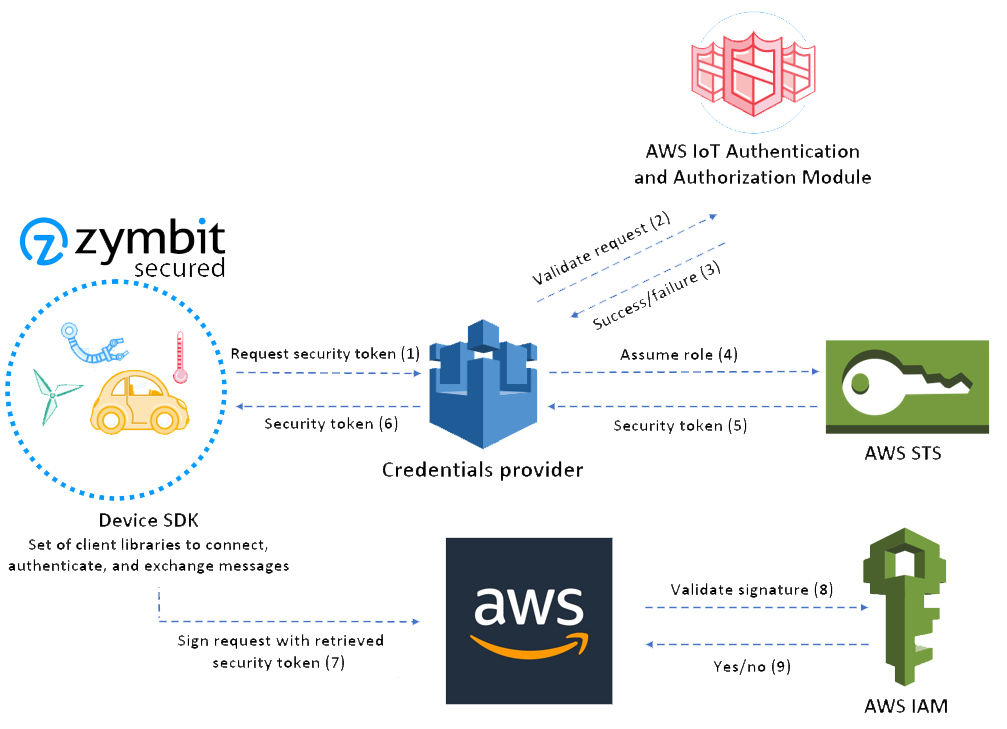 AWS IoT Authentication
and Authorization Module
zymbit
secured
Validate request (2)
Success/failure (3)
Request security token (1)
Assume role (4)
Security token (6)
Security token (5)
Credentials provider
AWS STS
Device SDK
Set of client libraries to connect,
authenticate, and exchange messages
aws
Validate signature (8)
Sign request with retrieved
security token (7)
Yes/no (9)
AWS IAM